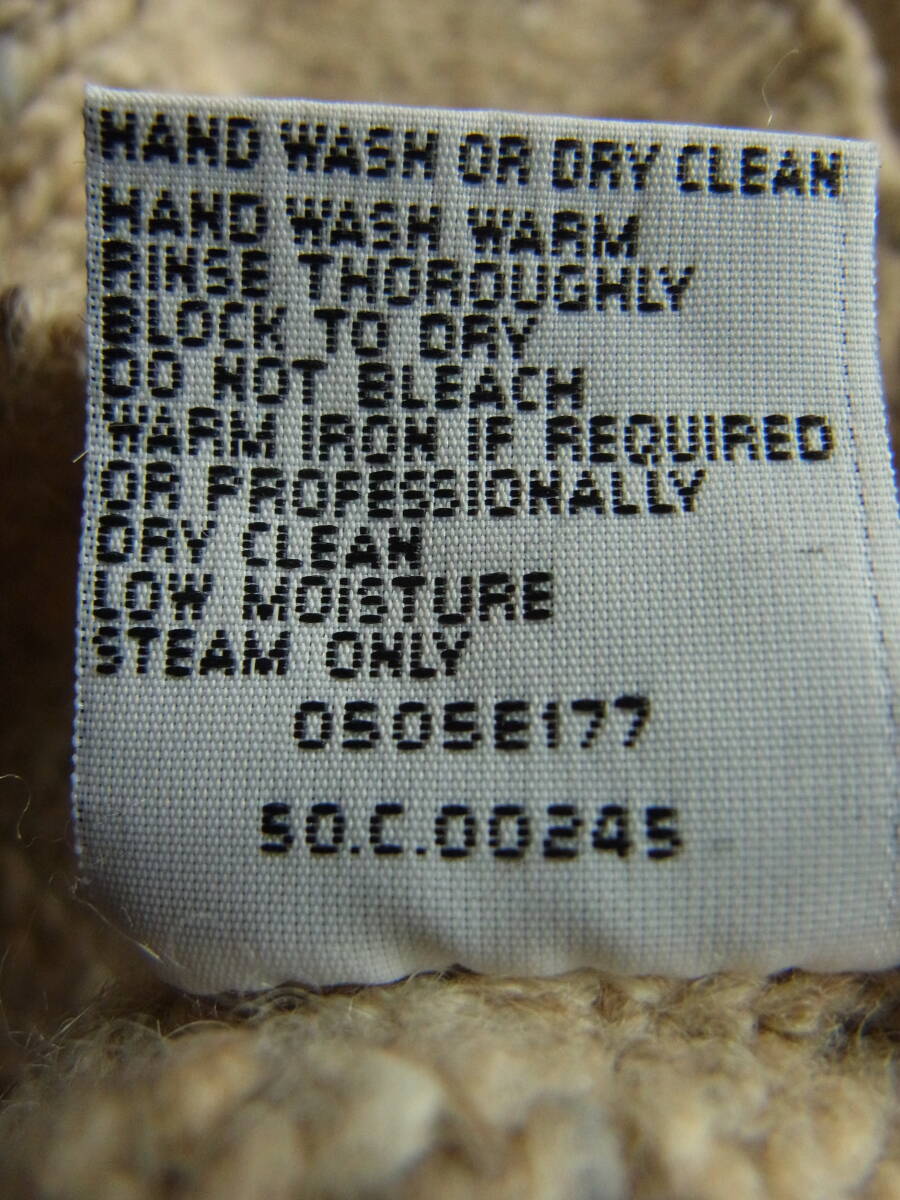 HAND WASH OR DRY CLEAN
HAND WASH WARM
RINSE THOROUGHLY
BLOCK TO DRY
DO NOT BLEACH
WARM IRON IF REQUIRED
OR PROFESSIONALLY
DRY CLEAN
LOW MOISTURE
STEAM ONLY
0505E177
SO.C.00245